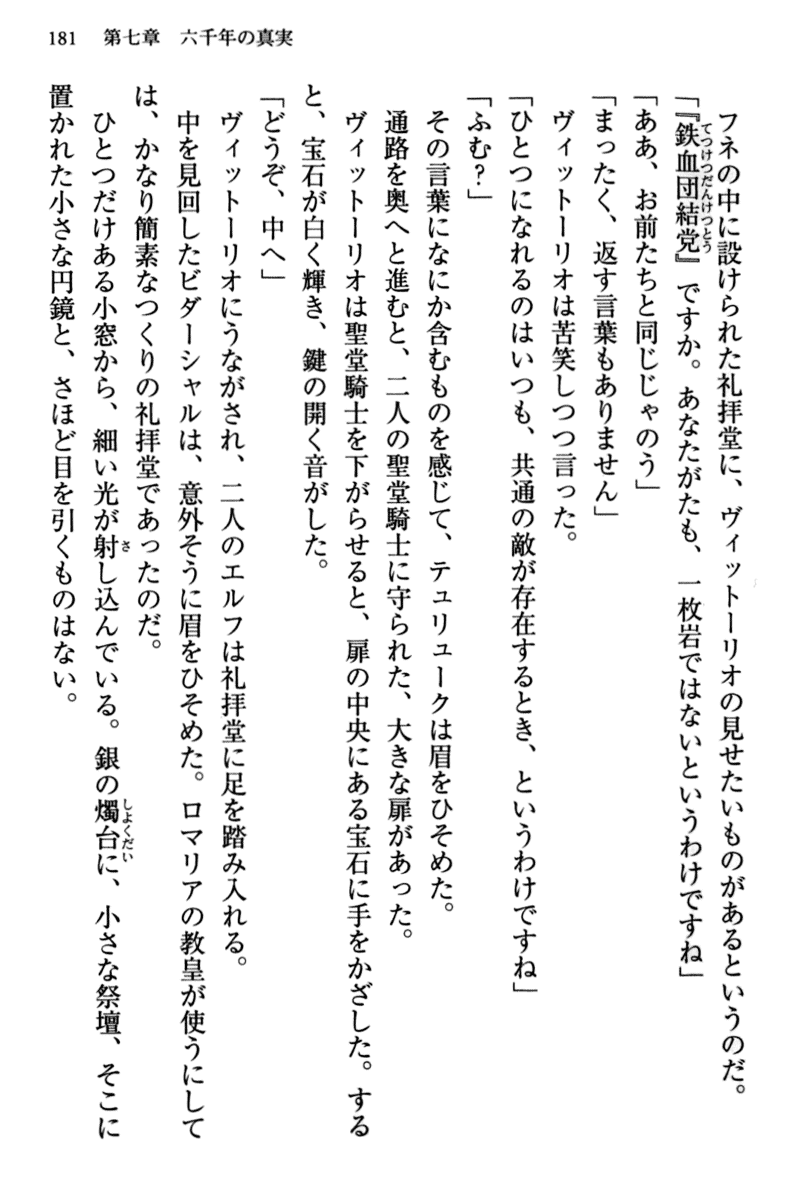 181　第七章　六千年の真実
　フネの中に設けられた礼拝堂に、ヴィットーリオの見せたいものがあるというのだ。
「『鉄血団結党』ですか。あなたがたも、一枚岩ではないというわけですね」
「ああ、お前たちと同じじゃのう」
「まったく、返す言葉もありません」
　ヴィットーリオは苦笑しつつ言った。
「ひとつになれるのはいつも、共通の敵が存在するとき、というわけですね」
「ふむ？」
　その言葉になにか含むものを感じて、テュリュークは眉をひそめた。
　通路を奥へと進むと、二人の聖堂騎士に守られた、大きな扉があった。
　ヴィットーリオは聖堂騎士を下がらせると、扉の中央にある宝石に手をかざした。する
と、宝石が白く輝き、鍵の開く音がした。
「どうぞ、中へ」
　ヴィットーリオにうながされ、二人のエルフは礼拝堂に足を踏み入れる。
　中を見回したビダーシャルは、意外そうに眉をひそめた。ロマリアの教皇が使うにして
は、かなり簡素なつくりの礼拝堂であったのだ。
　ひとつだけある小窓から、細い光が射し込んでいる。銀の燭台に、小さな祭壇、そこに
置かれた小さな円鏡と、さほど目を引くものはない。
てつけつだんけつとう
さ
しょくだい